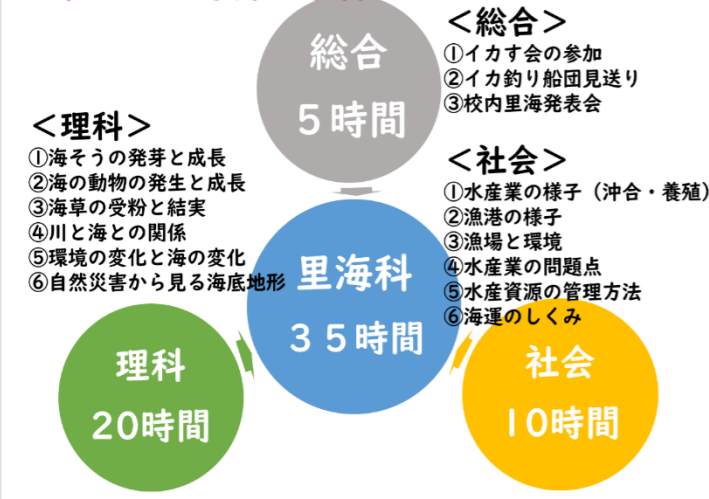 総合
5時間
＜総合＞
①イカす会の参加
②イカ釣り船団見送り
③校内里海発表会
＜理科＞
①海そうの発芽と成長
②海の動物の発生と成長
③海草の受粉と結実
④川と海との関係
⑤環境の変化と海の変化
⑥自然災害から見る海底地形
＜社会＞
①水産業の様子（沖合・養殖）
②漁港の様子
③漁場と環境
④水産業の問題点
⑤水産資源の管理方法
⑥海運のしくみ
里海科
３５時間
理科
20時間
社会
10時間